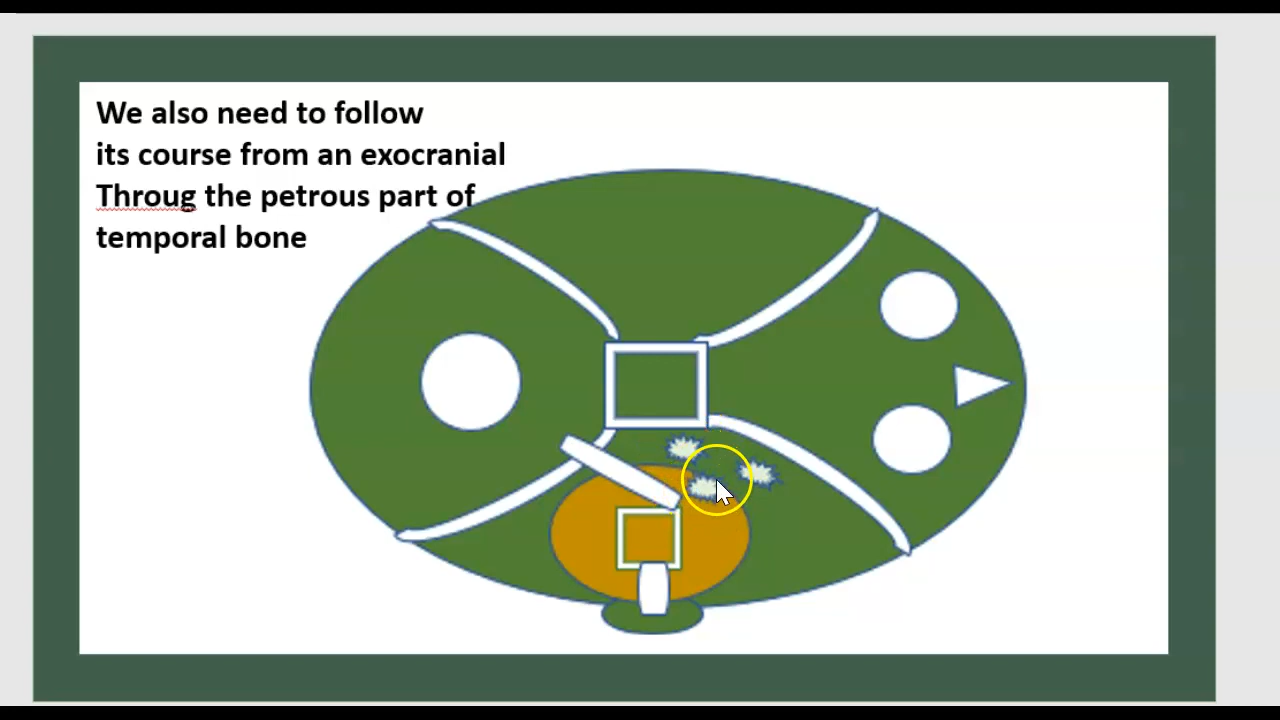 We also need to follow
its course from an exocranial
Throug the petrous part of
temporal bone